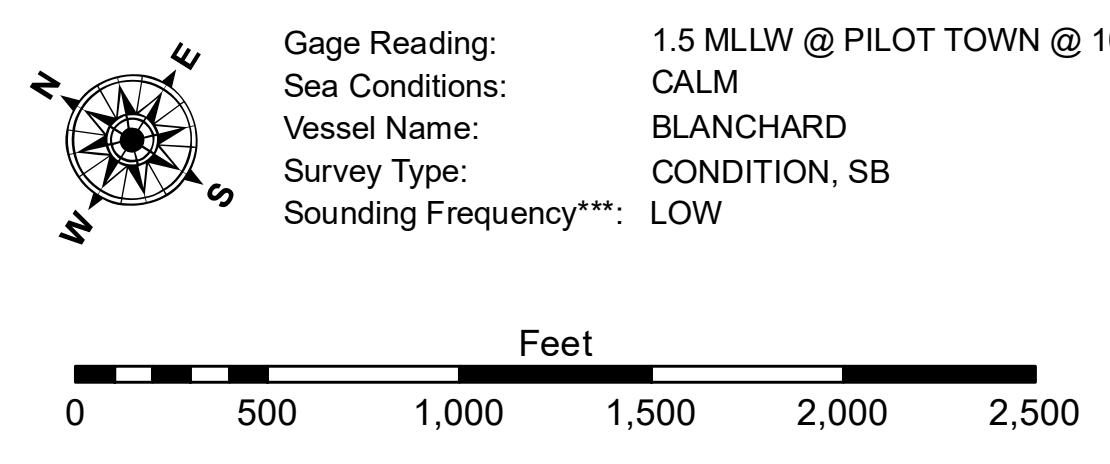 N
E
S
W
Gage Reading: 1.5 MLLW @ PILOT TOWN @
Sea Conditions: CALM
Vessel Name: BLANCHARD
Survey Type: CONDITION, SB
Sounding Frequency***: LOW
Feet
0 500 1,000 1,500 2,000 2,500